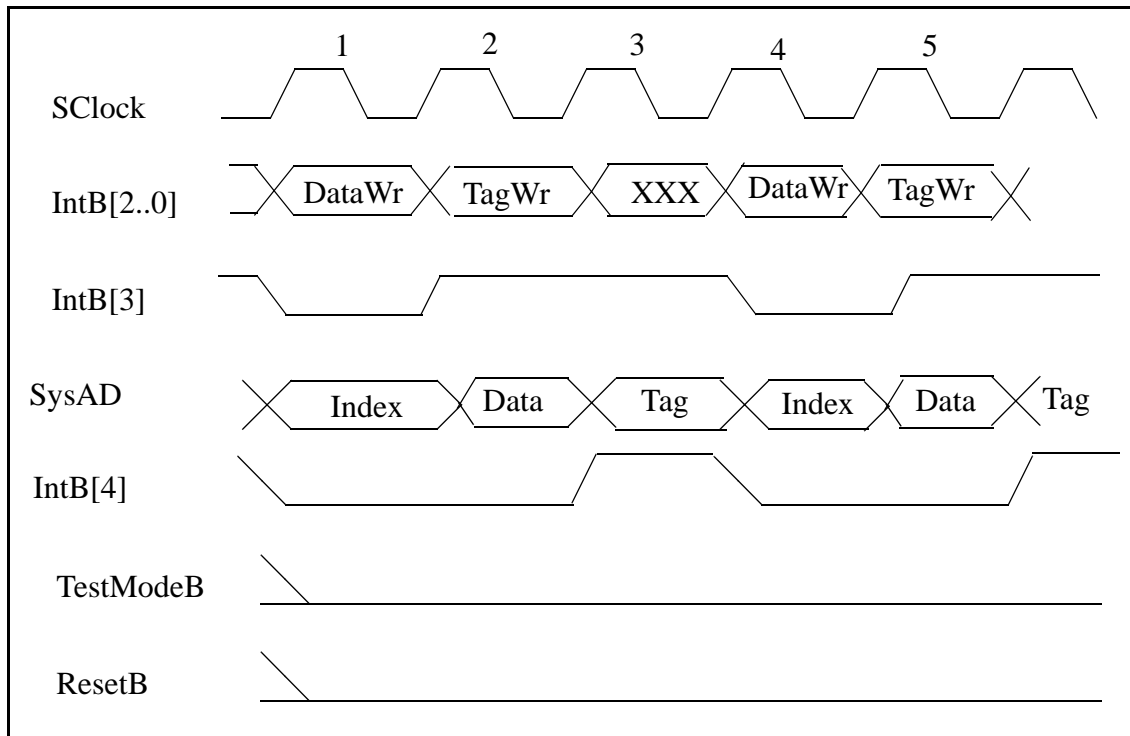 1 2 3 4 5
SClock
IntB[2..0] DataWr TagWr XXX DataWr TagWr
IntB[3]
SysAD Index Data Tag Index Data Tag
IntB[4]
TestModeB
ResetB